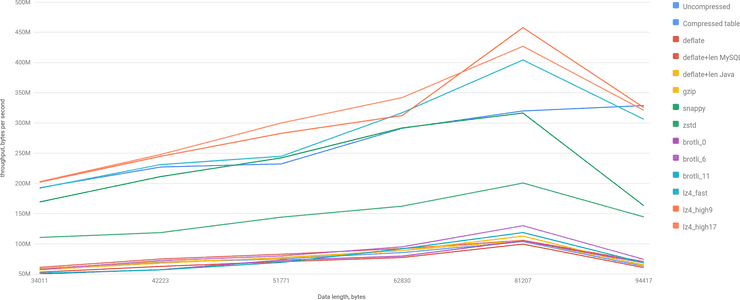 500M
450M
400M
350M
300M
250M
200M
150M
100M
50M
throughput, bytes per second
34011
42223
51771
62830
81207
94417
Data length, bytes
Uncompressed
Compressed table
deflate
deflate+len MySQL
deflate+len Java
gzip
snappy
zstd
brotli_0
brotli_6
brotli_11
lz4_fast
lz4_high9
lz4_high17